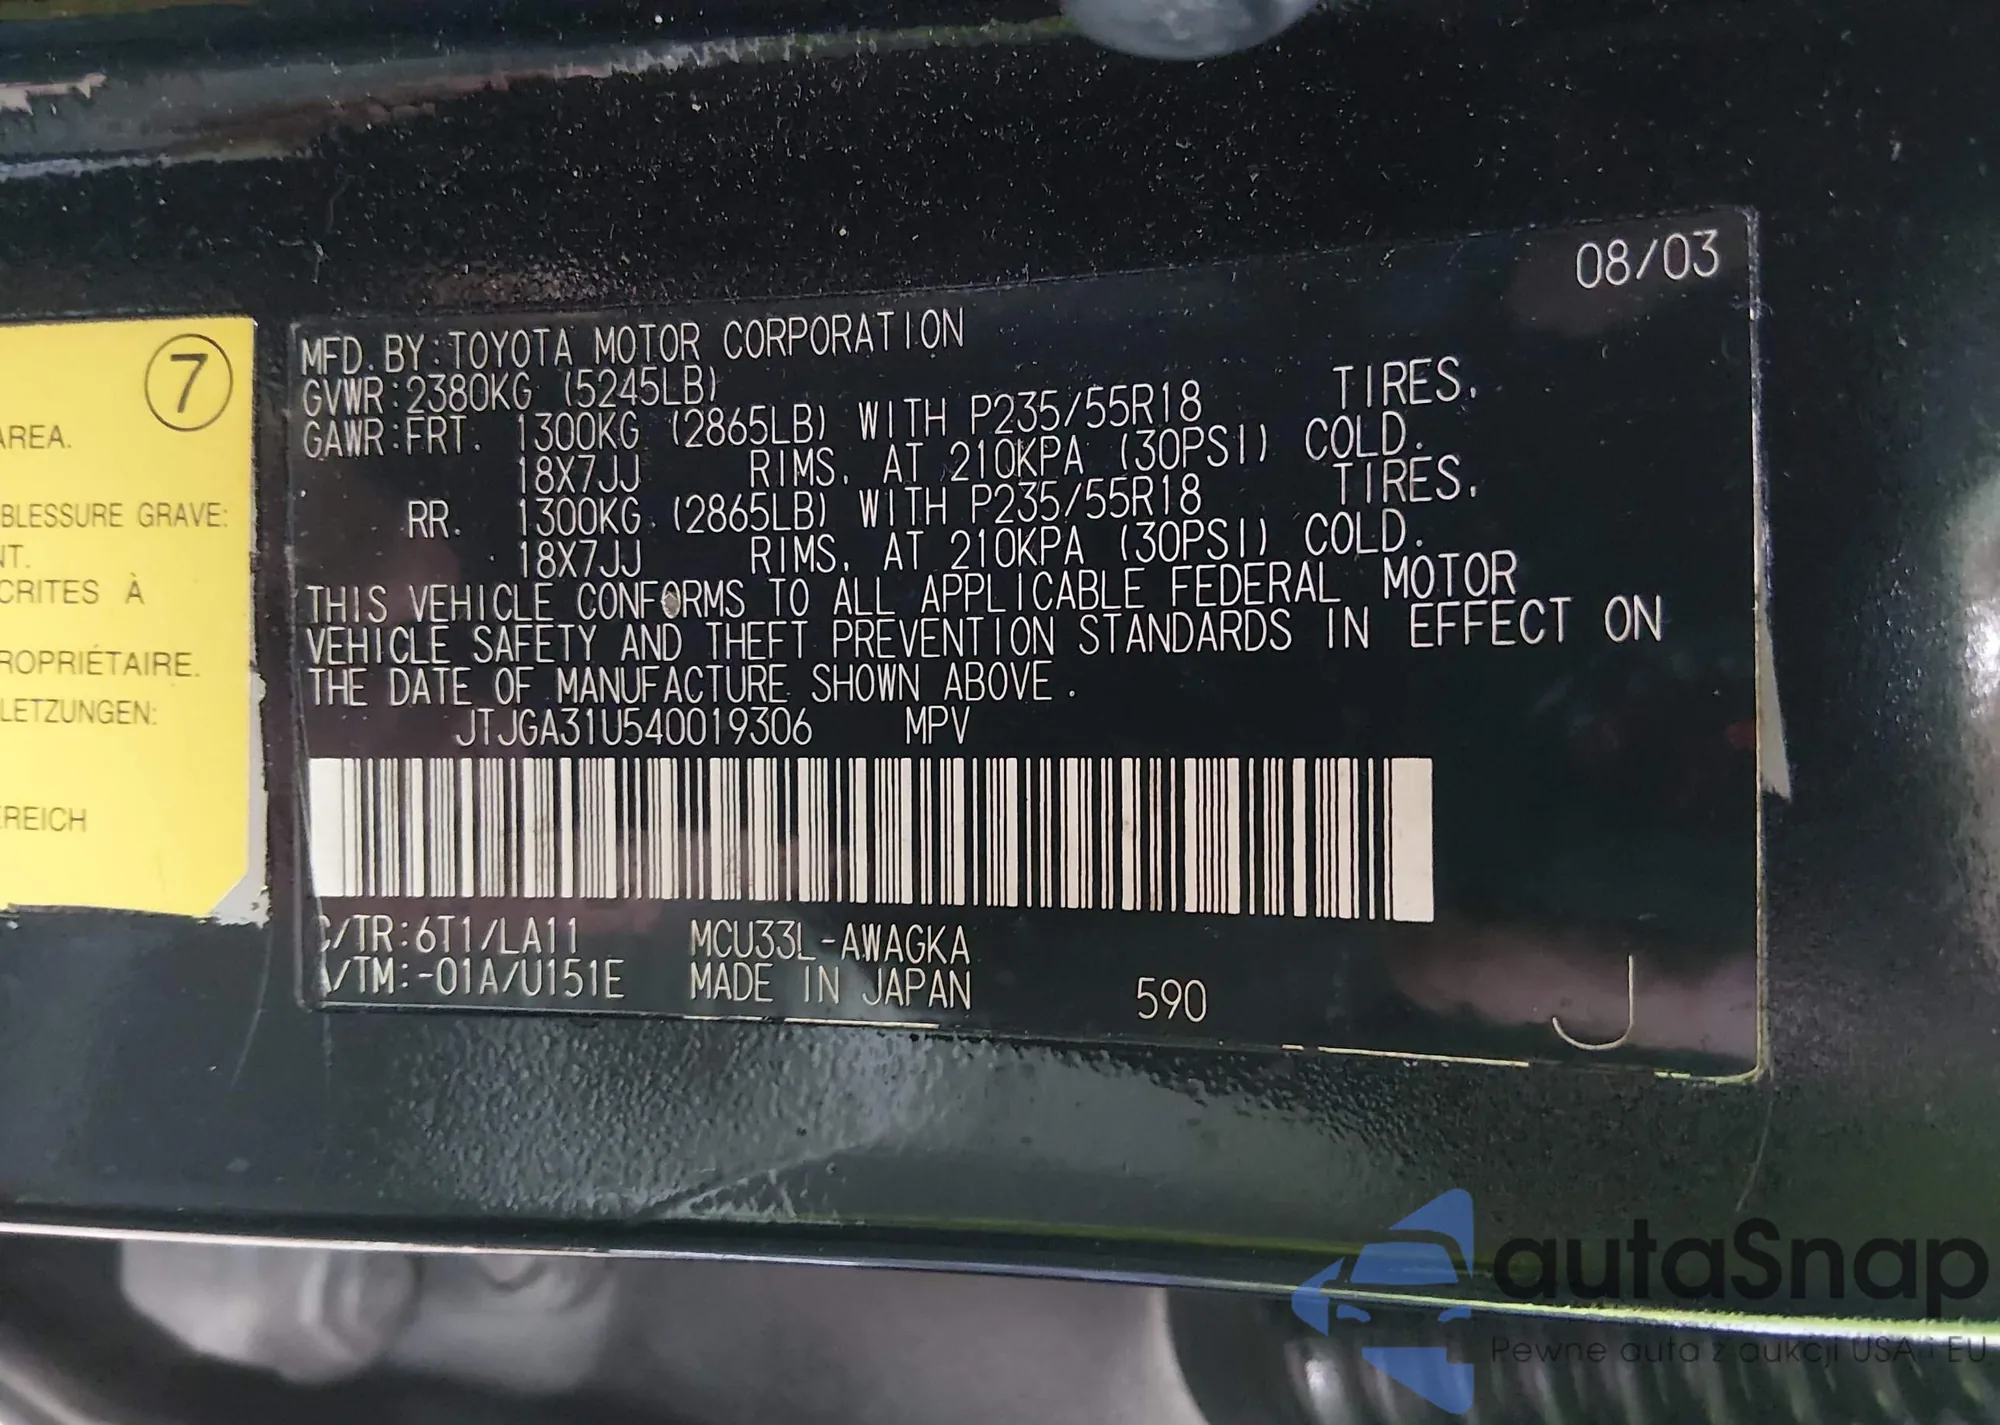 08/03
MFD. BY: TOYOTA MOTOR CORPORATION
GVWR: 2380KG (5245LB)
GAWR: FRT. 1300KG (2865LB) WITH P235/55R18 TIRES.
18X7JJ RIMS. AT 210KPA (30PSI) COLD.
RR. 1300KG (2865LB) WITH P235/55R18 TIRES.
18X7JJ RIMS. AT 210KPA (30PSI) COLD.
THIS VEHICLE CONFORMS TO ALL APPLICABLE FEDERAL MOTOR
VEHICLE SAFETY AND THEFT PREVENTION STANDARDS IN EFFECT ON
THE DATE OF MANUFACTURE SHOWN ABOVE.
JTJGA31U540019306 MPV
C/TR: 6T1/LA11 MCU33L-AWAGKA
A/TM: -01A/U151E MADE IN JAPAN 590 J
7
AREA.
BLESSURE GRAVE:
NT.
CRITES À
ROPRIÉTAIRE.
LETZUNGEN:
EREICH
autaSnap
Pewne auta z aukcji USA i EU